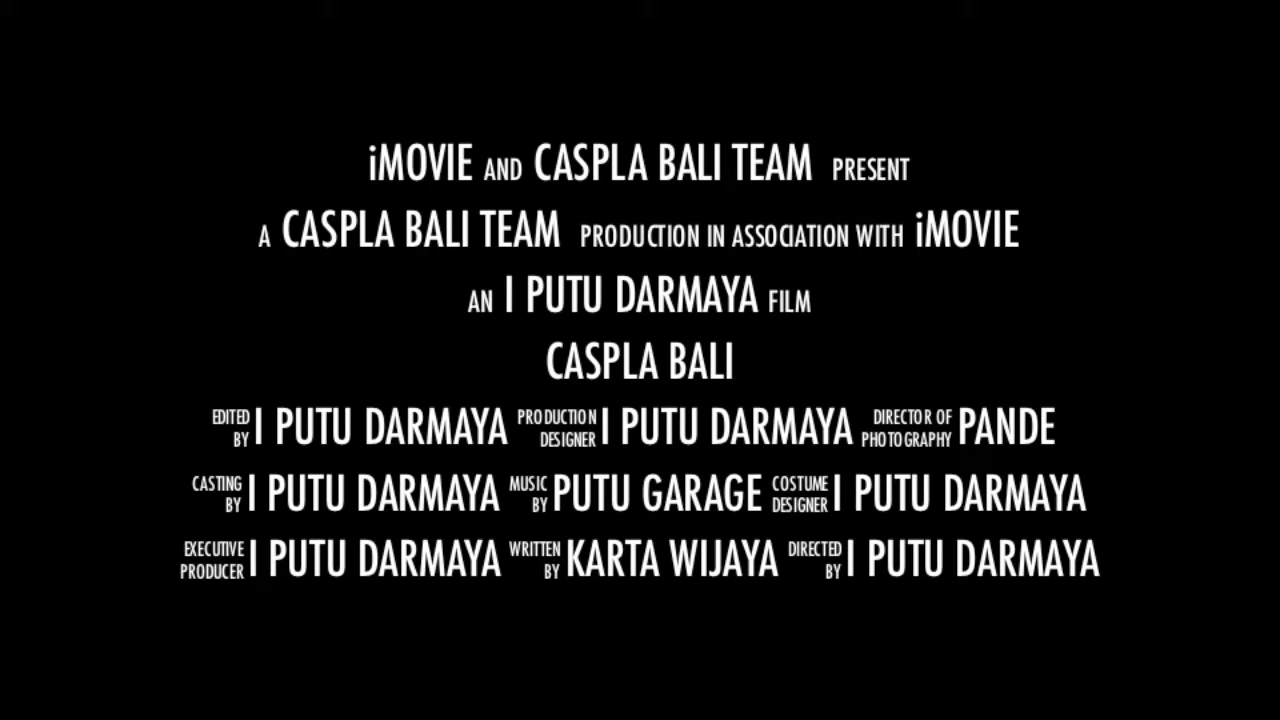 iMOVIE AND CASPLA BALI TEAM PRESENT
A CASPLA BALI TEAM PRODUCTION IN ASSOCIATION WITH iMOVIE
AN I PUTU DARMAYA FILM
CASPLA BALI
EDITED BY I PUTU DARMAYA PRODUCTION DESIGNER I PUTU DARMAYA DIRECTOR OF PHOTOGRAPHY PANDE
CASTING BY I PUTU DARMAYA MUSIC BY PUTU GARAGE COSTUME DESIGNER I PUTU DARMAYA
EXECUTIVE PRODUCER I PUTU DARMAYA WRITTEN BY KARTA WIJAYA DIRECTED BY I PUTU DARMAYA